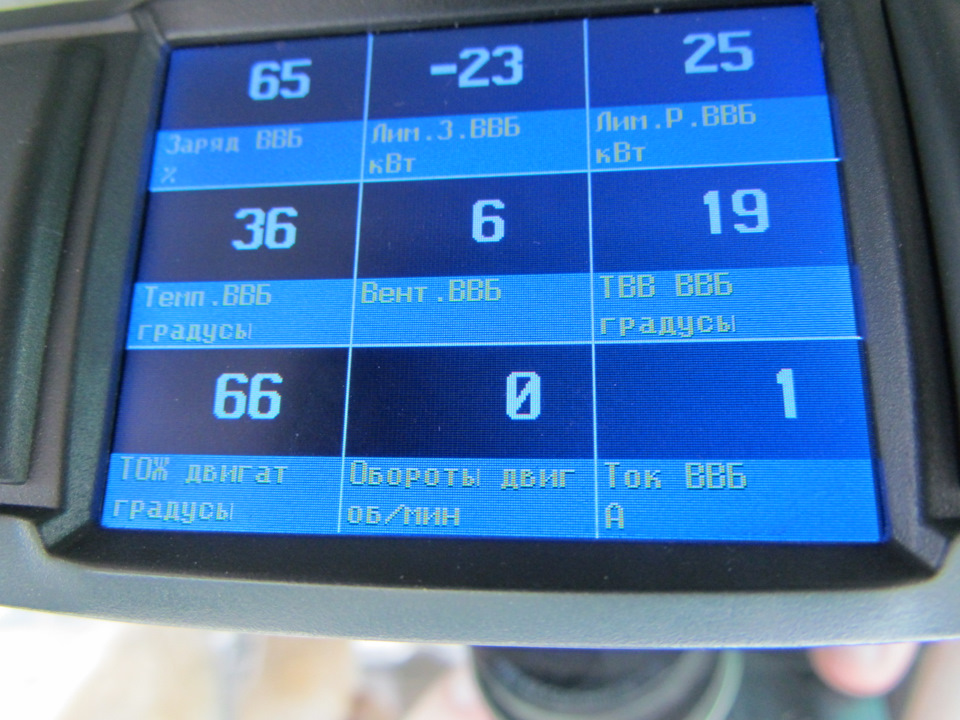 65 -23 25
Заряд ВВБ Лим.З.ВВБ Лим.Р.ВВБ
% кВт кВт
36 6 19
Темп.ВВБ Вент.ВВБ ТВВ ВВБ
градусы градусы
66 0 1
ТОЖ двигат Обороты двиг Ток ВВБ
градусы об/мин А